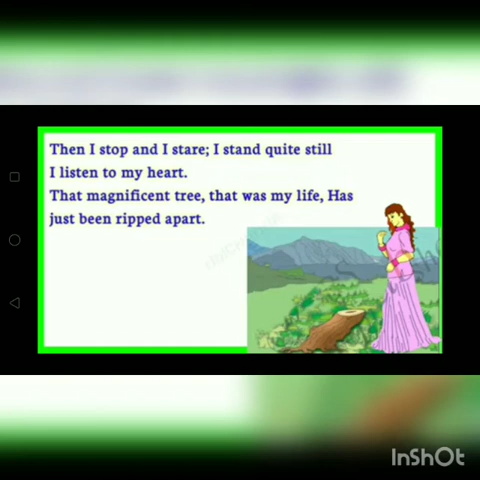 Then I stop and I stare; I stand quite still
I listen to my heart.
That magnificent tree, that was my life, Has
just been ripped apart.
InShOt